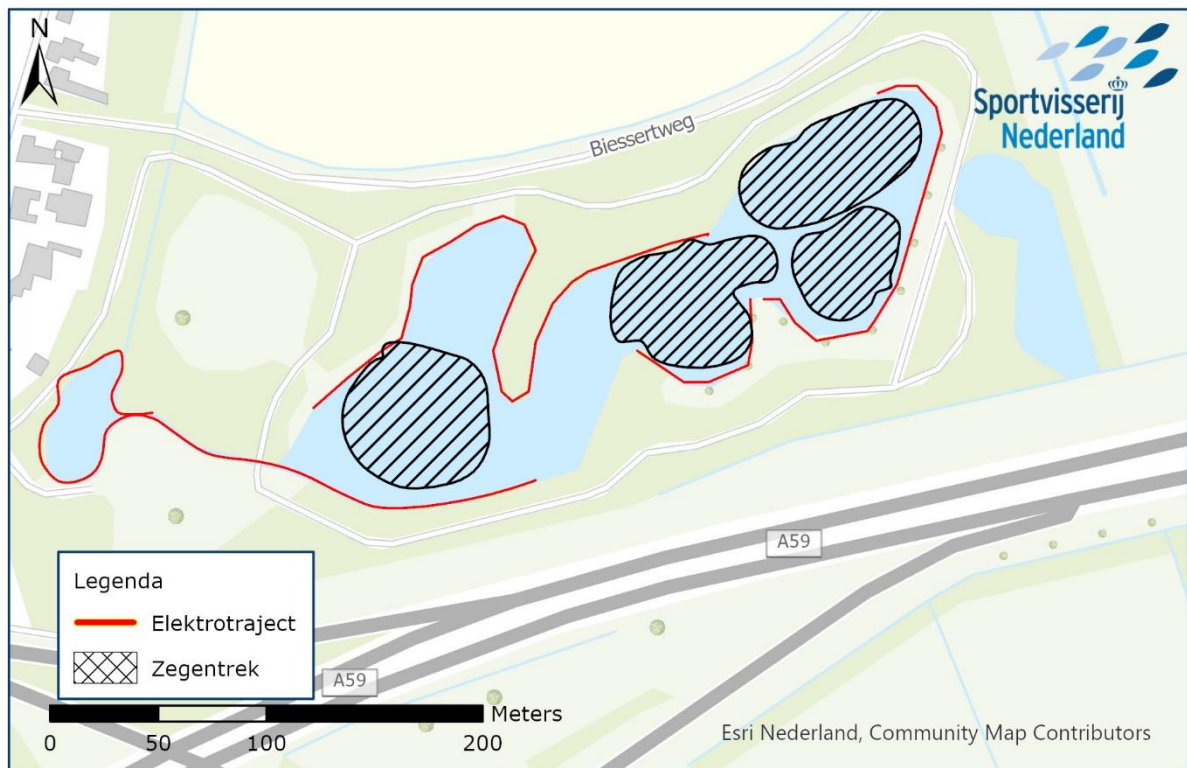 N
Sportvisserij
Nederland
Biessertweg
A59
Legenda
Elektrotraject
Zegentrek
A59
Meters
0 50 100 200
Esri Nederland, Community Map Contributors